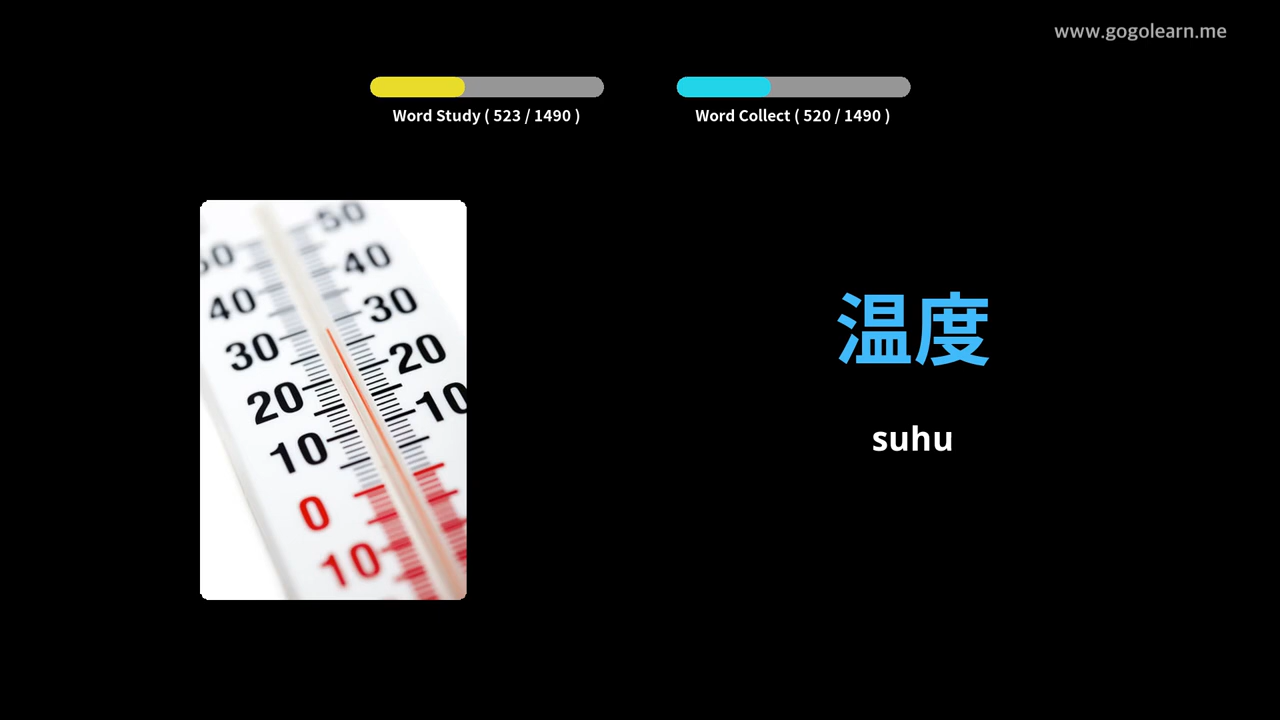 www.gogolearn.me
Word Study ( 523 / 1490 )
Word Collect ( 520 / 1490 )
50
50
40
40
30
30
20
20
10
10
0
10
温度
suhu